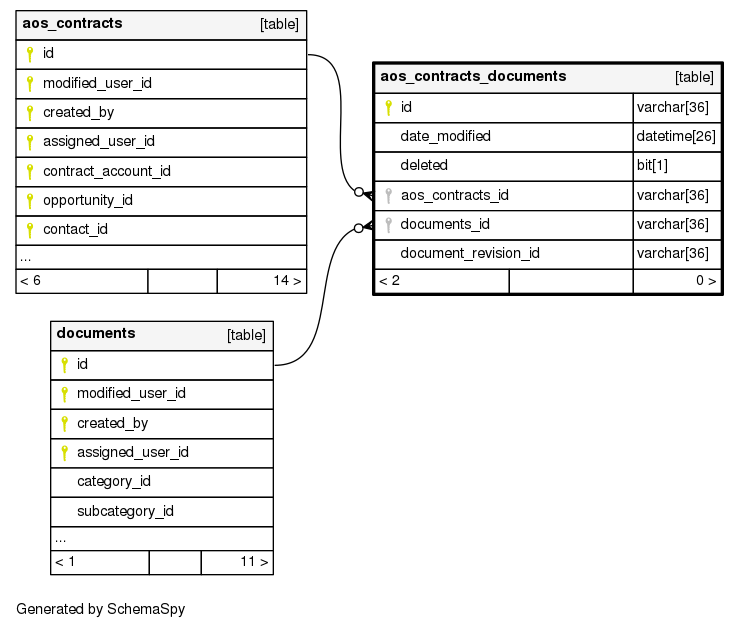 aos_contracts [table]
id
modified_user_id
created_by
assigned_user_id
contract_account_id
opportunity_id
contact_id
...
< 6 14 >
aos_contracts_documents [table]
id varchar[36]
date_modified datetime[26]
deleted bit[1]
aos_contracts_id varchar[36]
documents_id varchar[36]
document_revision_id varchar[36]
< 2 0 >
documents [table]
id
modified_user_id
created_by
assigned_user_id
category_id
subcategory_id
...
< 1 11 >
Generated by SchemaSpy